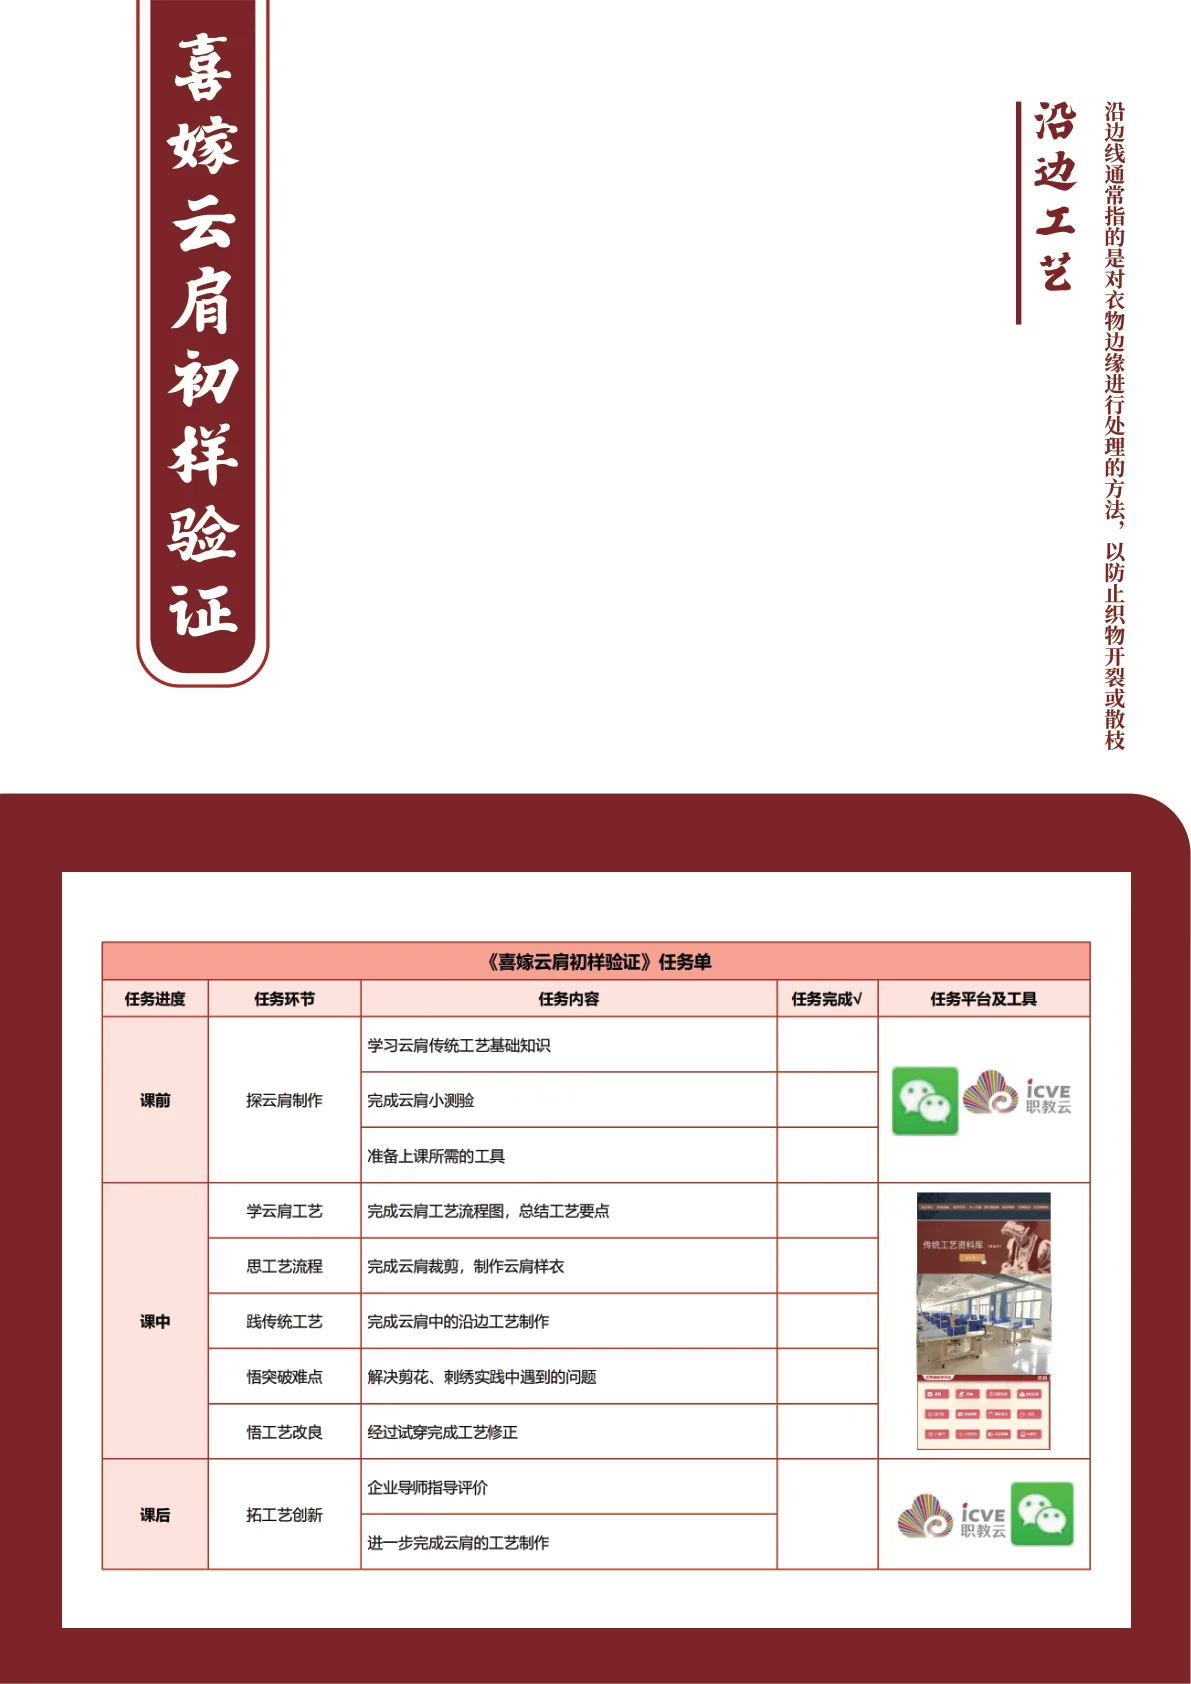 喜嫁云肩初样验证
沿边工艺
沿边线通常指的是对衣物边缘进行处理的方法，以防止织物开裂或散枝
《喜嫁云肩初样验证》任务单
任务进度 任务环节 任务内容 任务完成√ 任务平台及工具
课前 探云肩制作 学习云肩传统工艺基础知识
完成云肩小测验
准备上课所需的工具
iCVE
职教云
课中
学云肩工艺 完成云肩工艺流程图，总结工艺要点
思工艺流程 完成云肩裁剪，制作云肩样衣
践传统工艺 完成云肩中的沿边工艺制作
悟突破难点 解决剪花、刺绣实践中遇到的问题
悟工艺改良 经过试穿完成工艺修正
传统工艺资料库
课后 拓工艺创新 企业导师指导评价
进一步完成云肩的工艺制作
iCVE
职教云